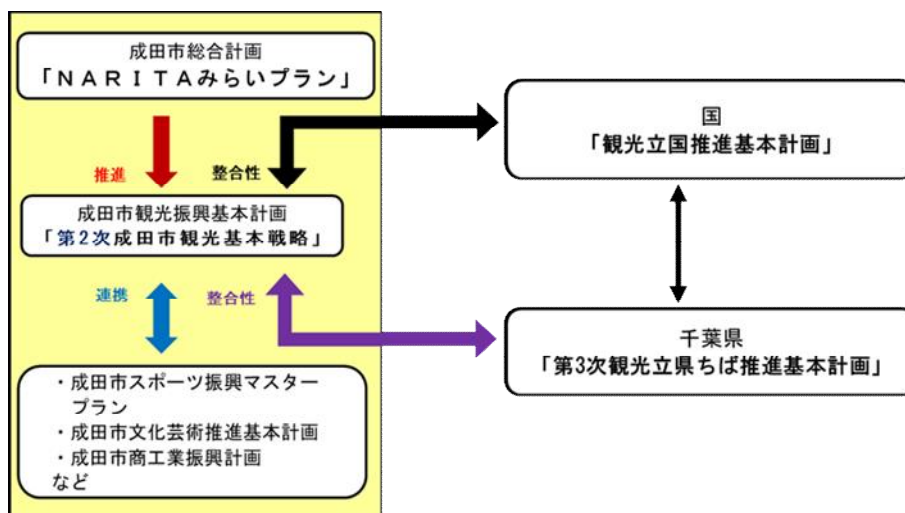 成田市総合計画
「ＮＡＲＩＴＡみらいプラン」
推進
整合性
成田市観光振興基本計画
「第2次成田市観光基本戦略」
連携
整合性
・成田市スポーツ振興マスター
プラン
・成田市文化芸術推進基本計画
・成田市商工業振興計画
など
国
「観光立国推進基本計画」
千葉県
「第3次観光立県ちば推進基本計画」